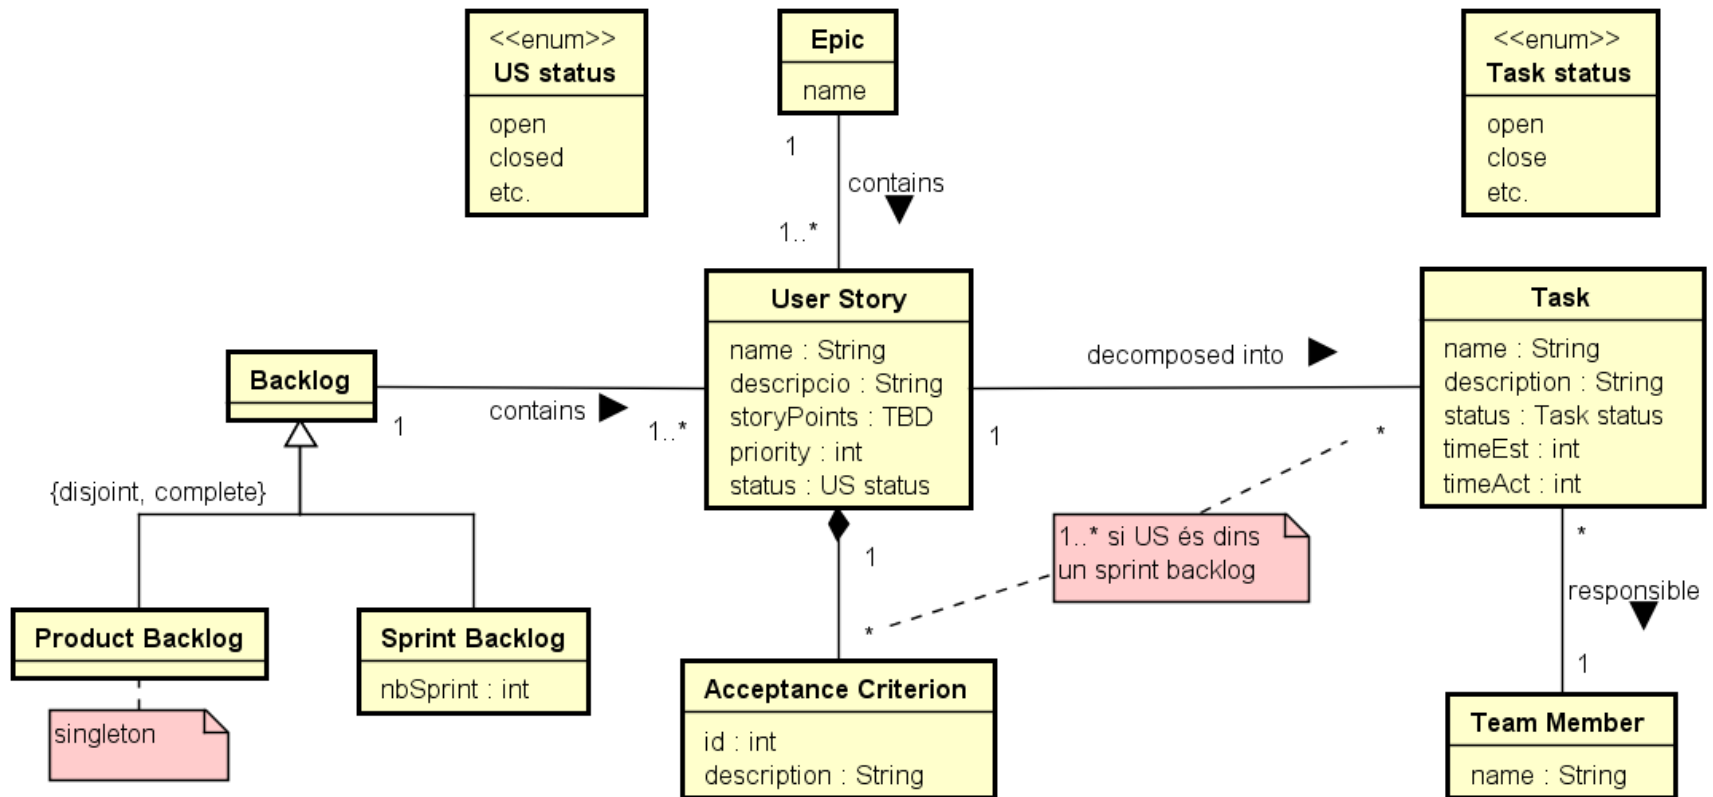 <<enum>>
US status
open
closed
etc.
Epic
name
<<enum>>
Task status
open
close
etc.
1
contains
1..*
User Story
name : String
descripcio : String
storyPoints : TBD
priority : int
status : US status
Task
name : String
description : String
status : Task status
timeEst : int
timeAct : int
decomposed into
1
*
Backlog
1
contains
1..*
{disjoint, complete}
Product Backlog
singleton
Sprint Backlog
nbSprint : int
1
*
1..* si US és dins
un sprint backlog
Acceptance Criterion
id : int
description : String
*
responsible
1
Team Member
name : String